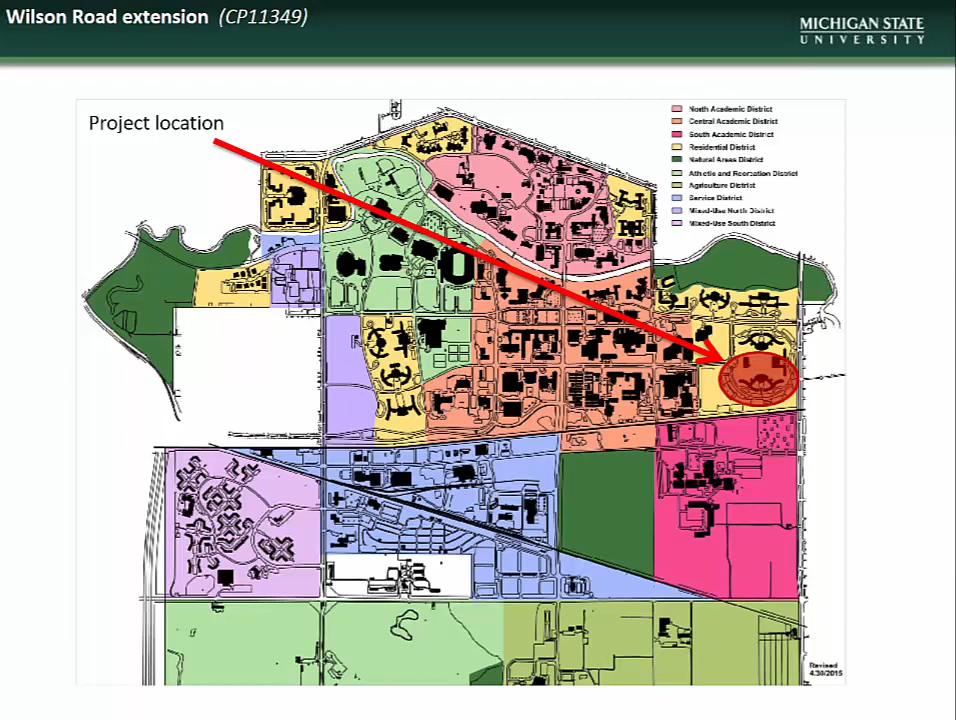 Wilson Road extension (CP11349)
MICHIGAN STATE
UNIVERSITY
Project location
North Academic District
Central Academic District
South Academic District
Residential District
Natural Areas District
Athletic and Recreation District
Agriculture District
Service District
Mixed-Use North District
Mixed-Use South District
Revised
4.30/2015